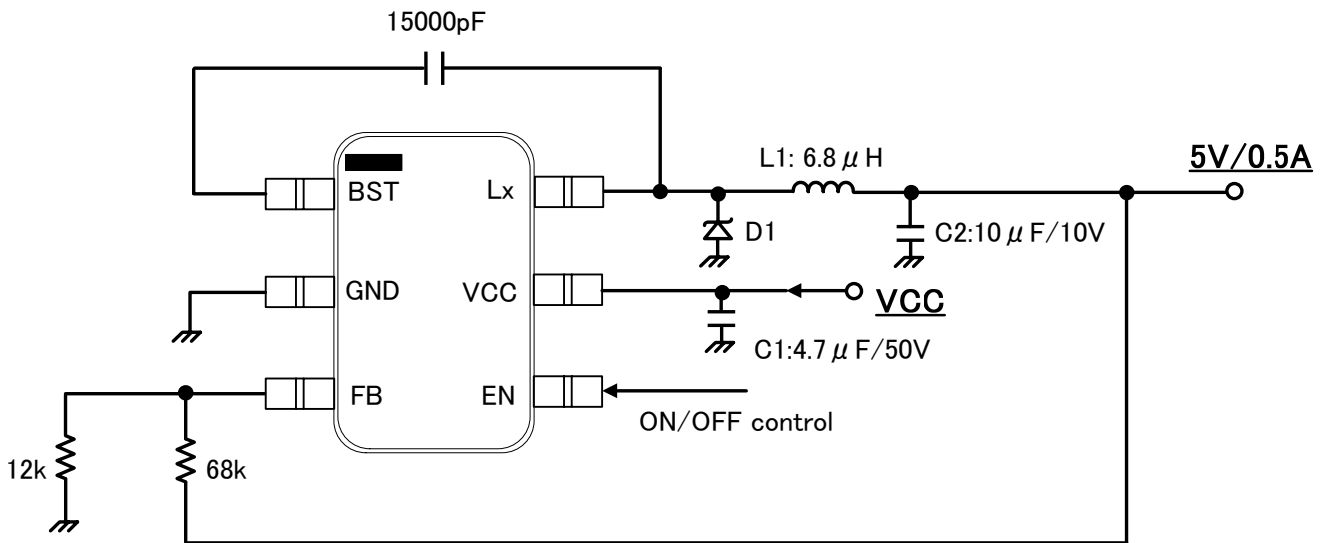 15000pF
BST
Lx
L1: 6.8μH
5V/0.5A
D1
C2:10μF/10V
GND
VCC
VCC
C1:4.7μF/50V
FB
EN
ON/OFF control
12k
68k